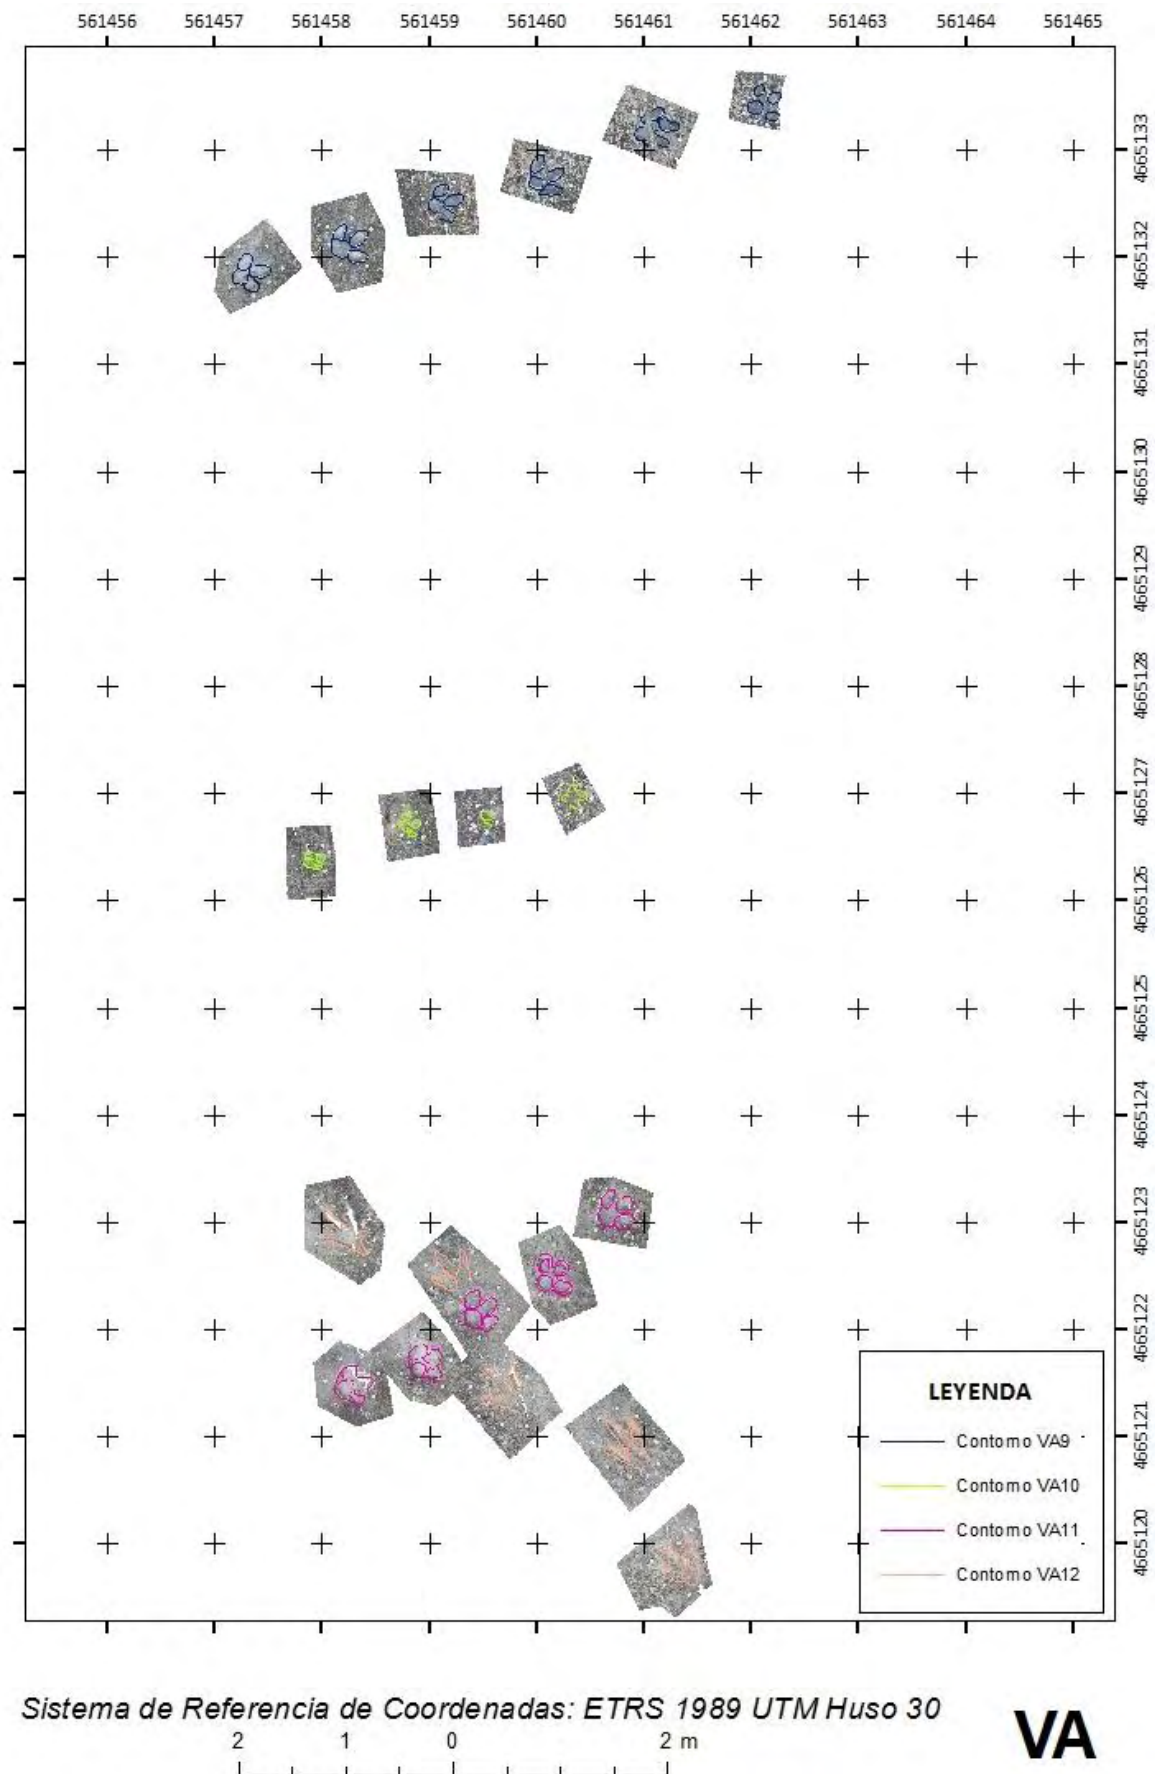 561456 561457 561458 561459 561460 561461 561462 561463 561464 561465
4665133
4665132
4665131
4665130
4665129
4665128
4665127
4665126
4665125
4665124
4665123
4665122
4665121
4665120
LEYENDA
Contorno VA9
Contorno VA10
Contorno VA11
Contorno VA12
Sistema de Referencia de Coordenadas: ETRS 1989 UTM Huso 30
VA
2 1 0 2 m